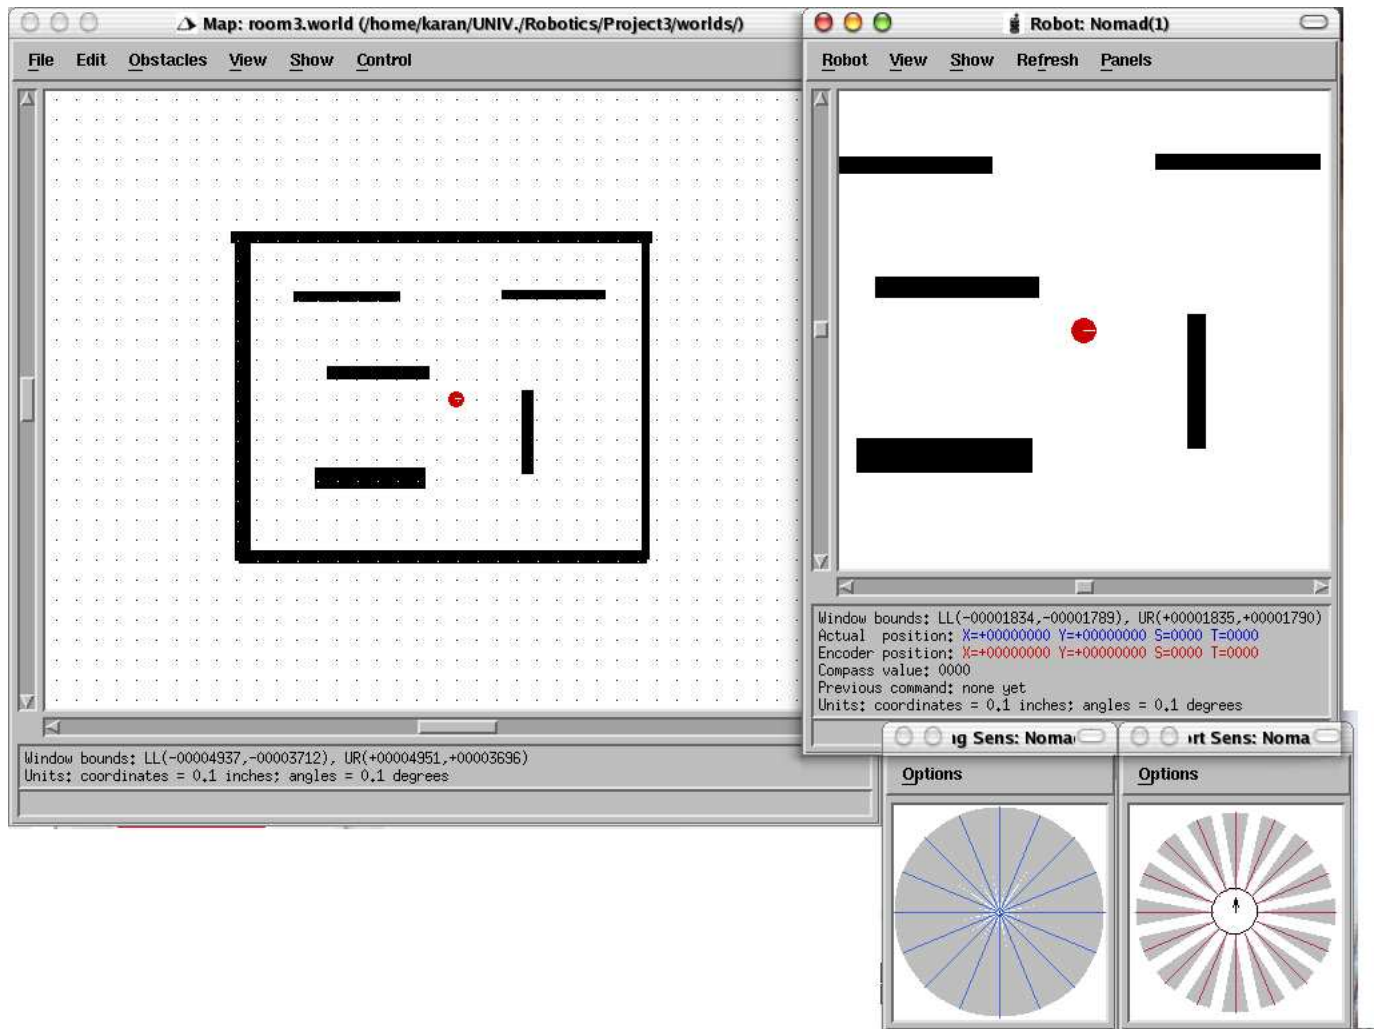 Map: room3.world (/home/karan/UNIV./Robotics/Project3/worlds/)
File Edit Obstacles View Show Control
Window bounds: LL(-00004937,-00003712), UR(+00004951,+00003696)
Units: coordinates = 0.1 inches; angles = 0.1 degrees
Robot: Nomad(1)
Robot View Show Refresh Panels
Window bounds: LL(-00001834,-00001789), UR(+00001835,+00001790)
Actual position: X=+00000000 Y=+00000000 S=0000 T=0000
Encoder position: X=+00000000 Y=+00000000 S=0000 T=0000
Compass value: 0000
Previous command: none yet
Units: coordinates = 0.1 inches; angles = 0.1 degrees
ıg Sens: Noma
Options
ırt Sens: Noma
Options